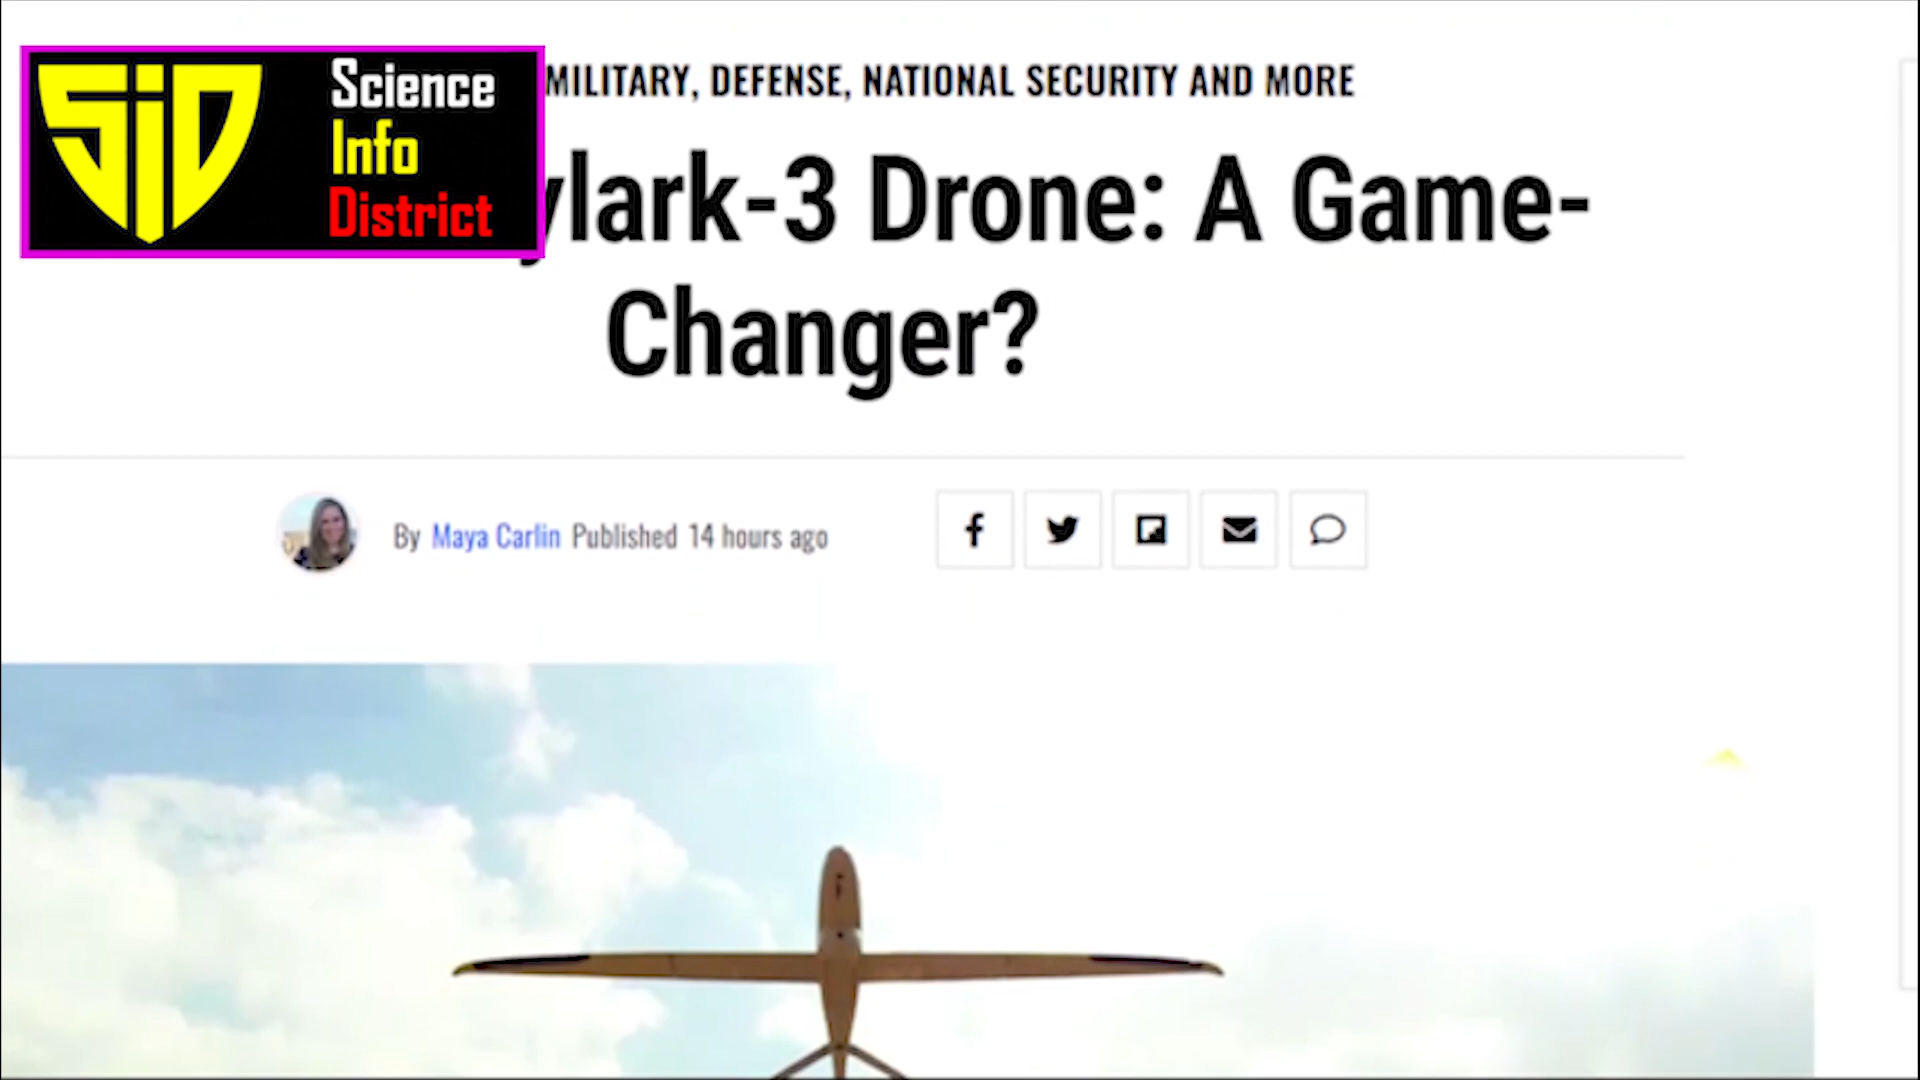 SiD
Science
Info
District
MILITARY, DEFENSE, NATIONAL SECURITY AND MORE
ylark-3 Drone: A Game-
Changer?
By Maya Carlin Published 14 hours ago